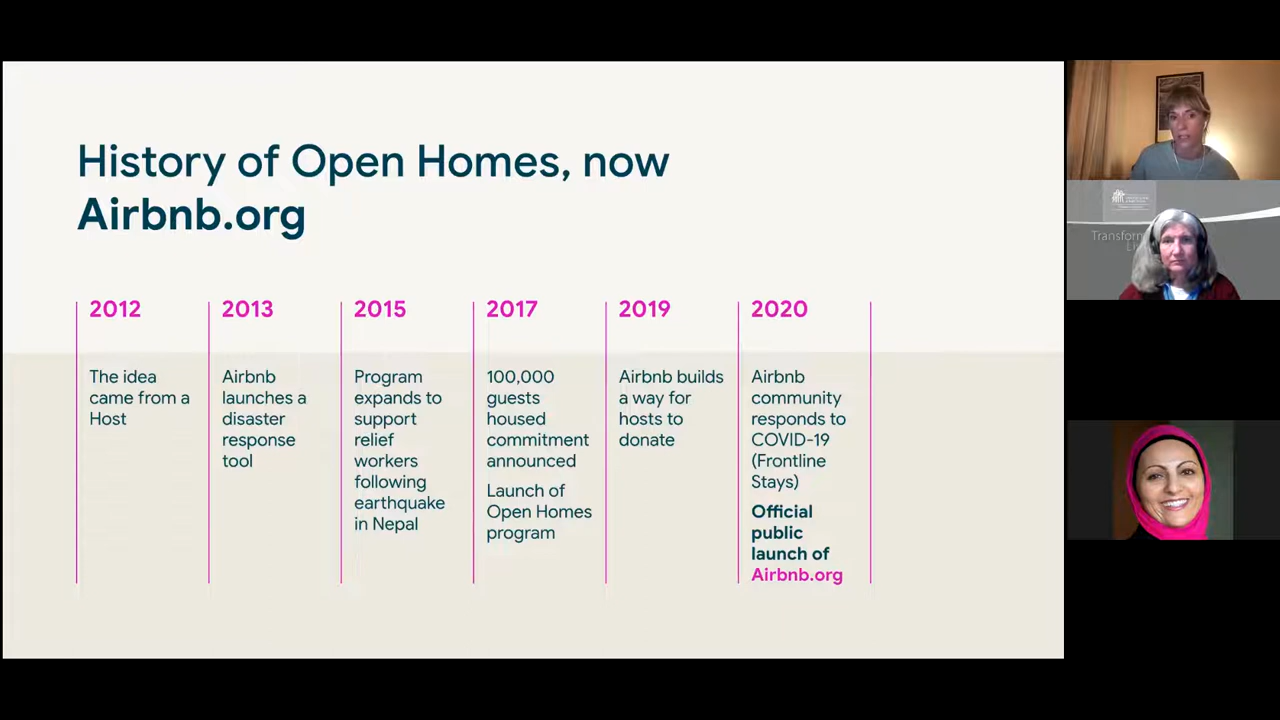 History of Open Homes, now
Airbnb.org
2012
The idea
came from a
Host
2013
Airbnb
launches a
disaster
response
tool
2015
Program
expands to
support
relief
workers
following
earthquake
in Nepal
2017
100,000
guests
housed
commitment
announced
Launch of
Open Homes
program
2019
Airbnb builds
a way for
hosts to
donate
2020
Airbnb
community
responds to
COVID-19
(Frontline
Stays)
Official
public
launch of
Airbnb.org
Transform